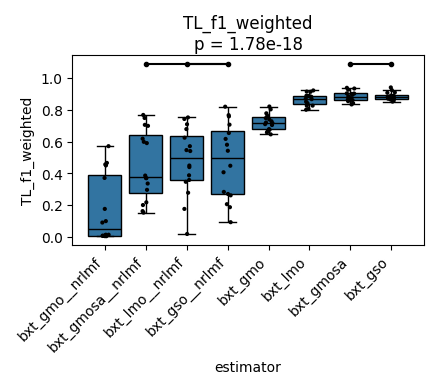 TL_f1_weighted
p = 1.78e-18
TL_f1_weighted
1.0
0.8
0.6
0.4
0.2
0.0
bxt_gmo__nrlmf
bxt_gmosa__nrlmf
bxt_lmo__nrlmf
bxt_gso__nrlmf
bxt_gmo
bxt_lmo
bxt_gmosa
bxt_gso
estimator